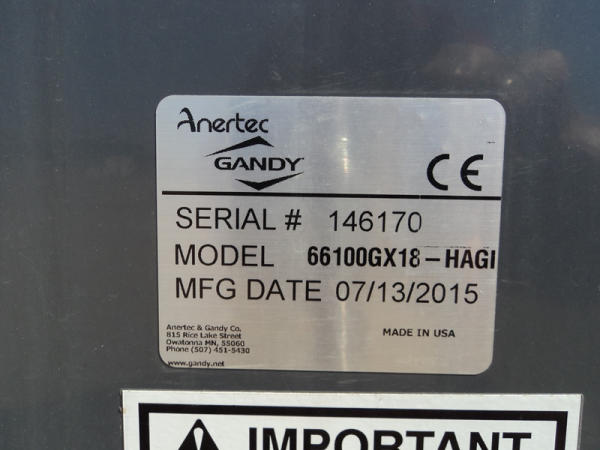 Anertec
GANDY
CE
SERIAL # 146170
MODEL 66100GX18-HAGI
MFG DATE 07/13/2015
Anertec & Gandy Co.
815 Rice Lake Street
Owatonna MN, 55060
Phone (507) 451-5430
www.gandy.net
MADE IN USA
IMPORTANT